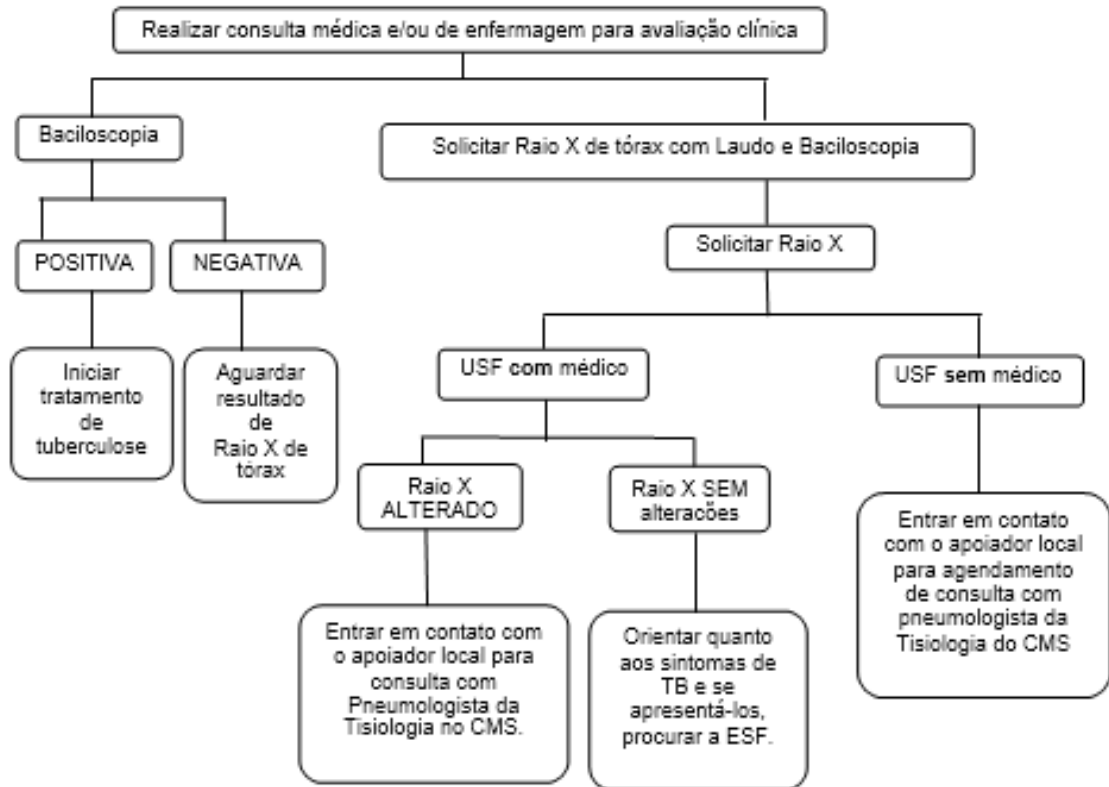 Realizar consulta médica e/ou de enfermagem para avaliação clínica
Baciloscopia
Solicitar Raio X de tórax com Laudo e Baciloscopia
Solicitar Raio X
POSITIVA
NEGATIVA
Iniciar
tratamento
de
tuberculose
Aguardar
resultado
de
Raio X de
tórax
USF com médico
USF sem médico
Raio X
ALTERADO
Raio X SEM
alteracões
Entrar em contato com
o apoiador local para
consulta com
Pneumologista da
Tisiologia no CMS.
Orientar quanto
aos sintomas de
TB e se
apresentá-los,
procurar a ESF.
Entrar em contato
com o apoiador local
para agendamento
de consulta com
pneumologista da
Tisiologia do CMS